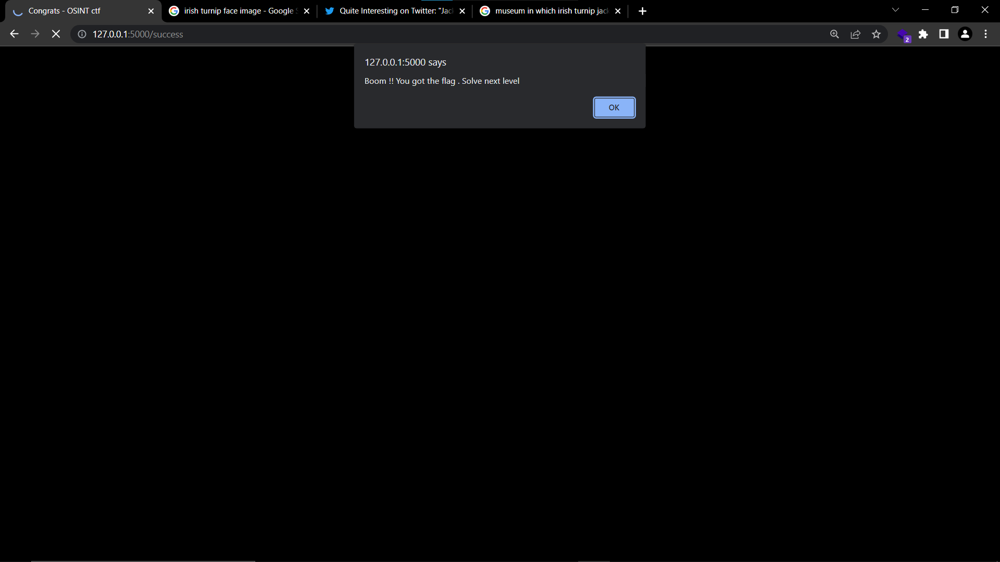 Congrats - OSINT ctf
irish turnip face image - Google
Quite Interesting on Twitter: "Jac
museum in which irish turnip jack
127.0.0.1:5000/success
2
127.0.0.1:5000 says
Boom !! You got the flag . Solve next level
OK